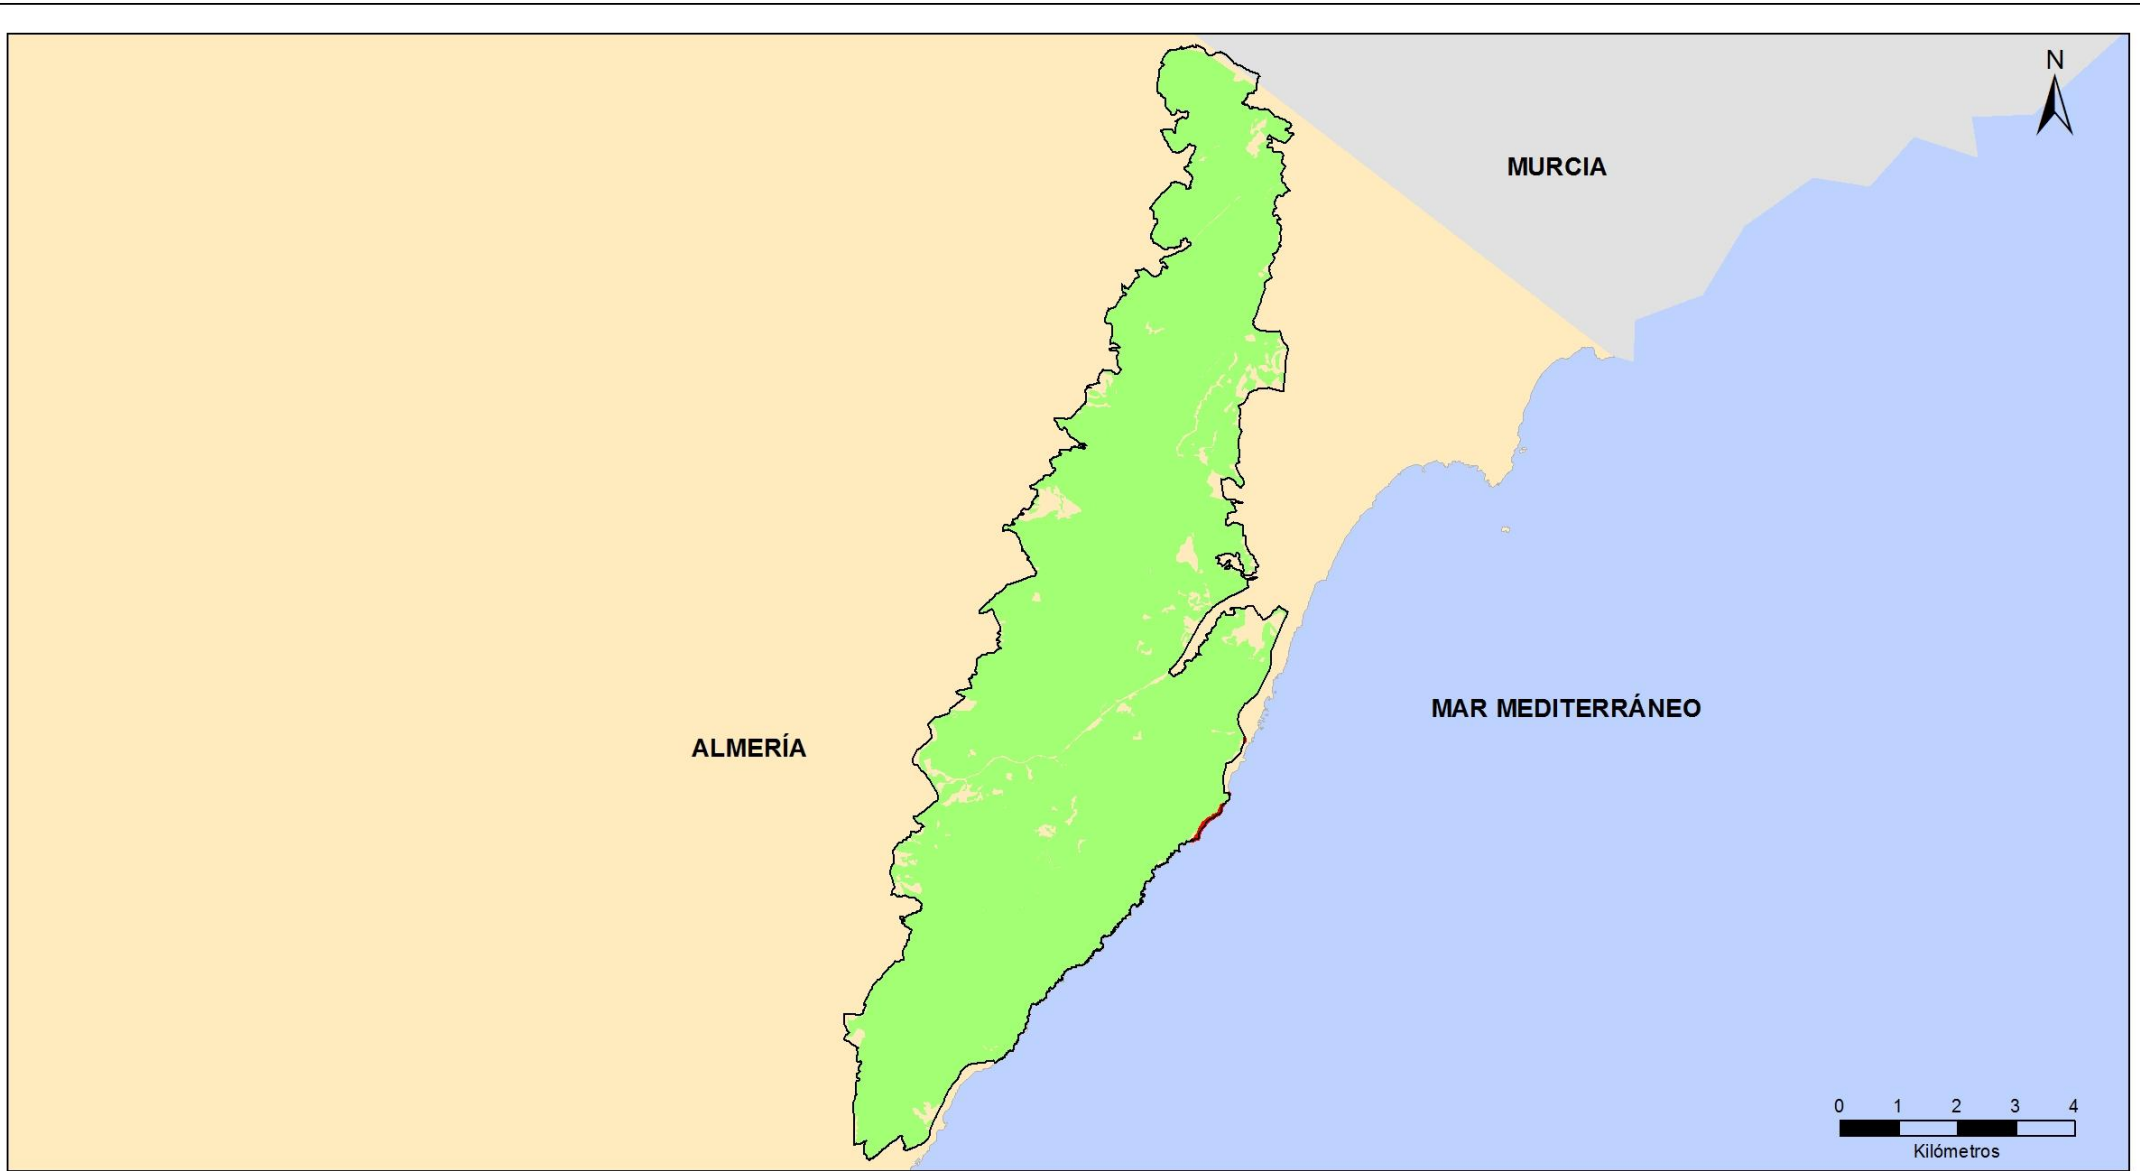 N
MURCIA
MAR MEDITERRÁNEO
ALMERÍA
0 1 2 3 4
Kilómetros